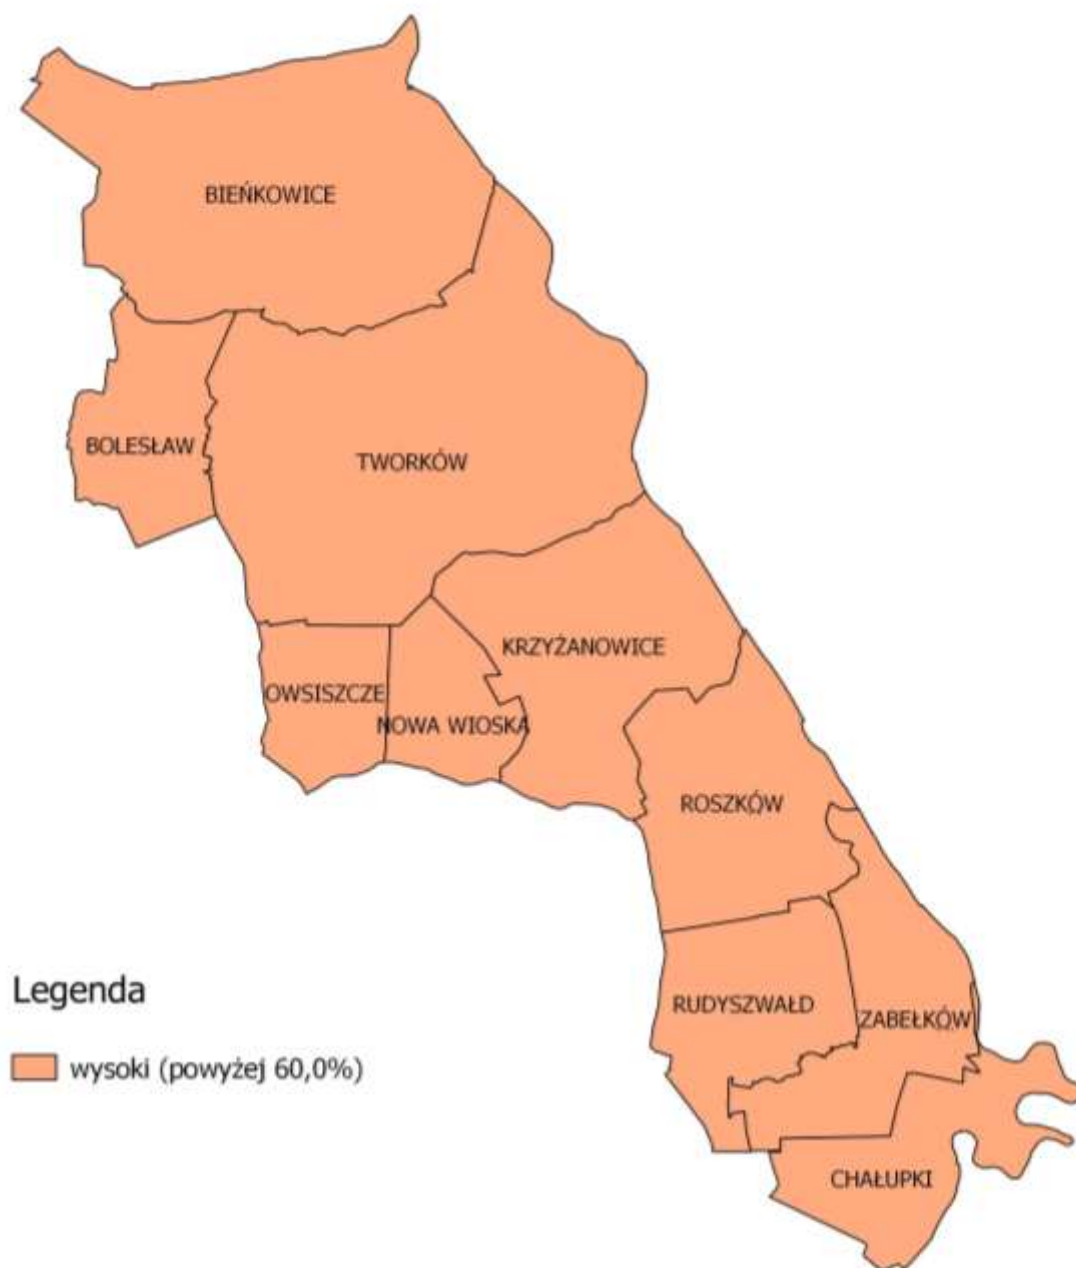 BIEŃKOWICE
BOLESŁAW
TWORKÓW
KRZYŻANOWICE
OWSISZCZE
NOWA WIOSKA
ROSZKÓW
RUDYSZWAŁD
ZABEŁKÓW
CHAŁUPKI
Legenda
wysoki (powyżej 60,0%)